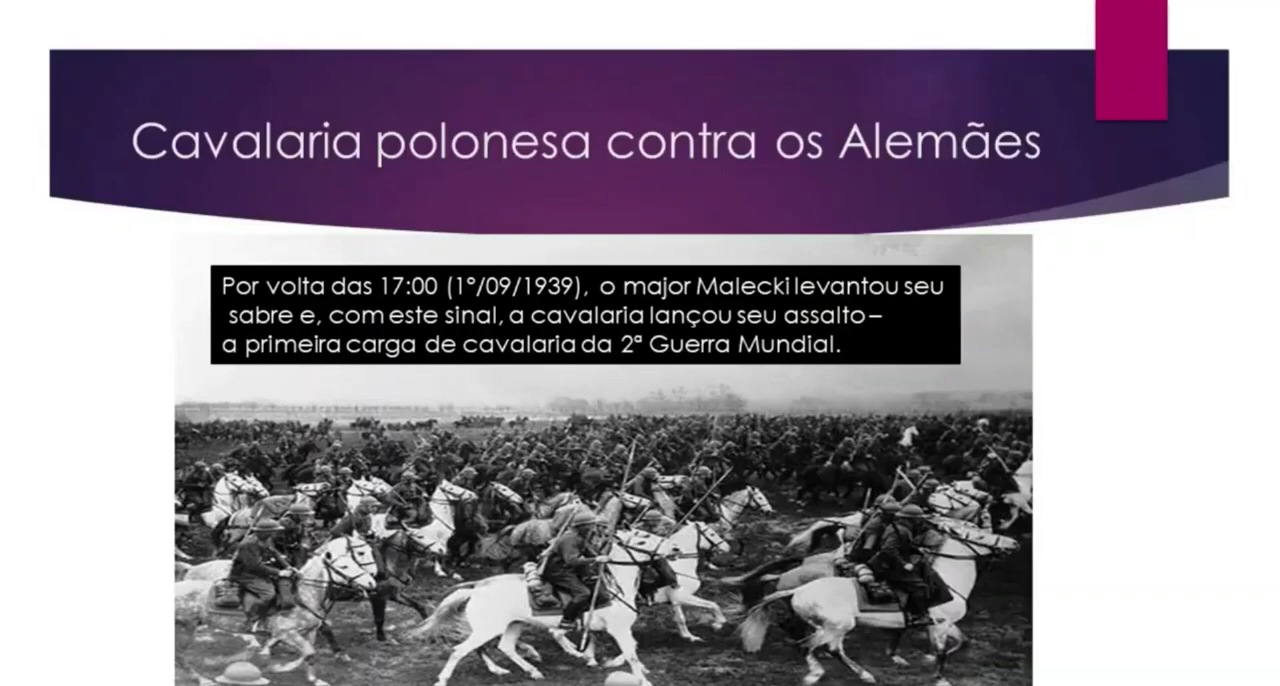 Cavalaria polonesa contra os Alemães
Por volta das 17:00 (1º/09/1939), o major Malecki levantou seu
sabre e, com este sinal, a cavalaria lançou seu assalto –
a primeira carga de cavalaria da 2ª Guerra Mundial.